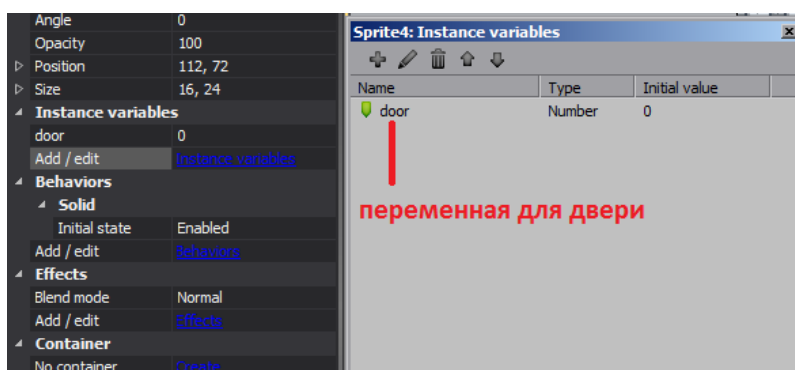 Angle 0
Opacity 100
Position 112, 72
Size 16, 24
Instance variables
door 0
Add / edit Instance variables
Behaviors
Solid
Initial state Enabled
Add / edit Behaviors
Effects
Blend mode Normal
Add / edit Effects
Container
No container Create
Sprite4: Instance variables
Name Type Initial value
door Number 0
переменная для двери